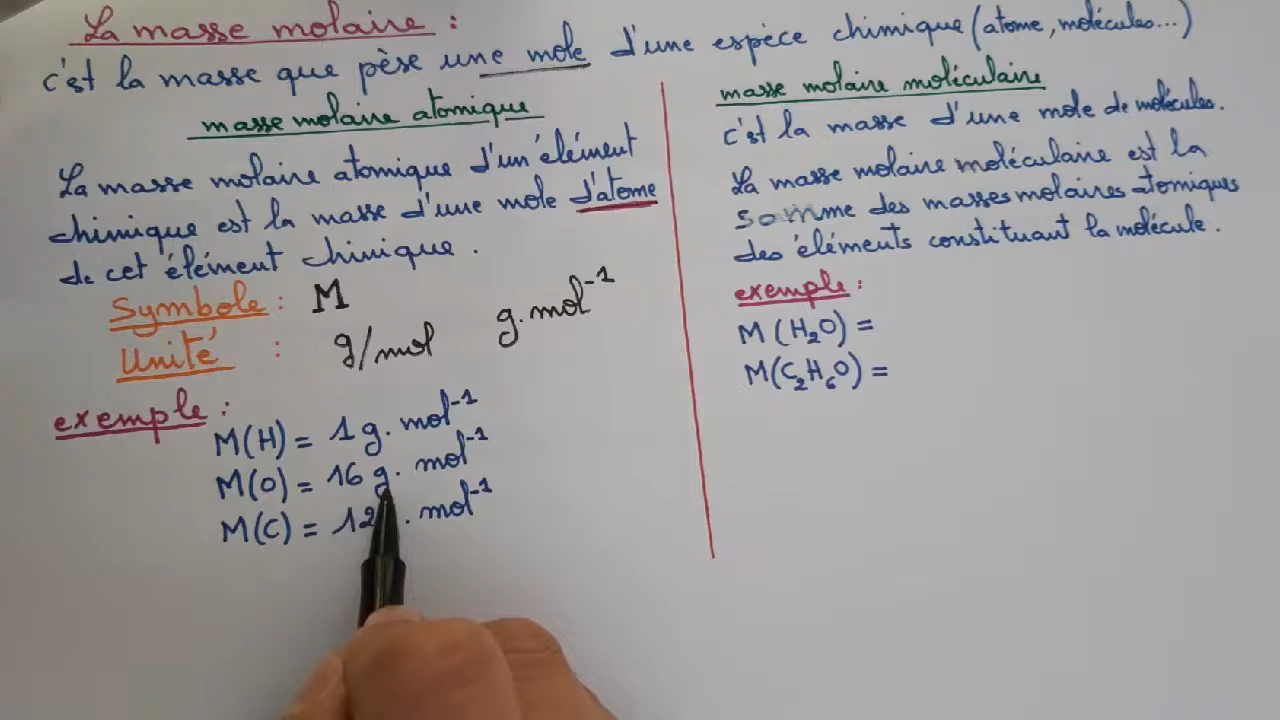 La masse molaire :
c'est la masse que pèse une mole d'une espèce chimique (atome, molécules...)
masse molaire atomique
La masse molaire atomique d'un élément
chimique est la masse d'une mole d'atome
de cet élément chinique.
Symbole : M
Unité : g/mol g.mol⁻¹
exemple :
M(H) = 1 g. mol⁻¹
M(O) = 16 g. mol⁻¹
M(C) = 12 . mol⁻¹
masse molaire moléculaire
c'est la masse d'une mole de molécules.
La masse molaire moléculaire est la
somme des masses molaires atomiques
des éléments constituant la molécule.
exemple :
M(H₂O) =
M(C₂H₆O) =